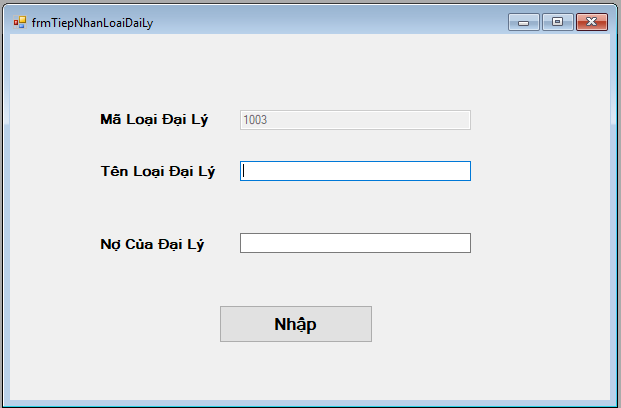 frmTiepNhanLoaiDaiLy
Mã Loại Đại Lý 1003
Tên Loại Đại Lý
Nợ Của Đại Lý
Nhập